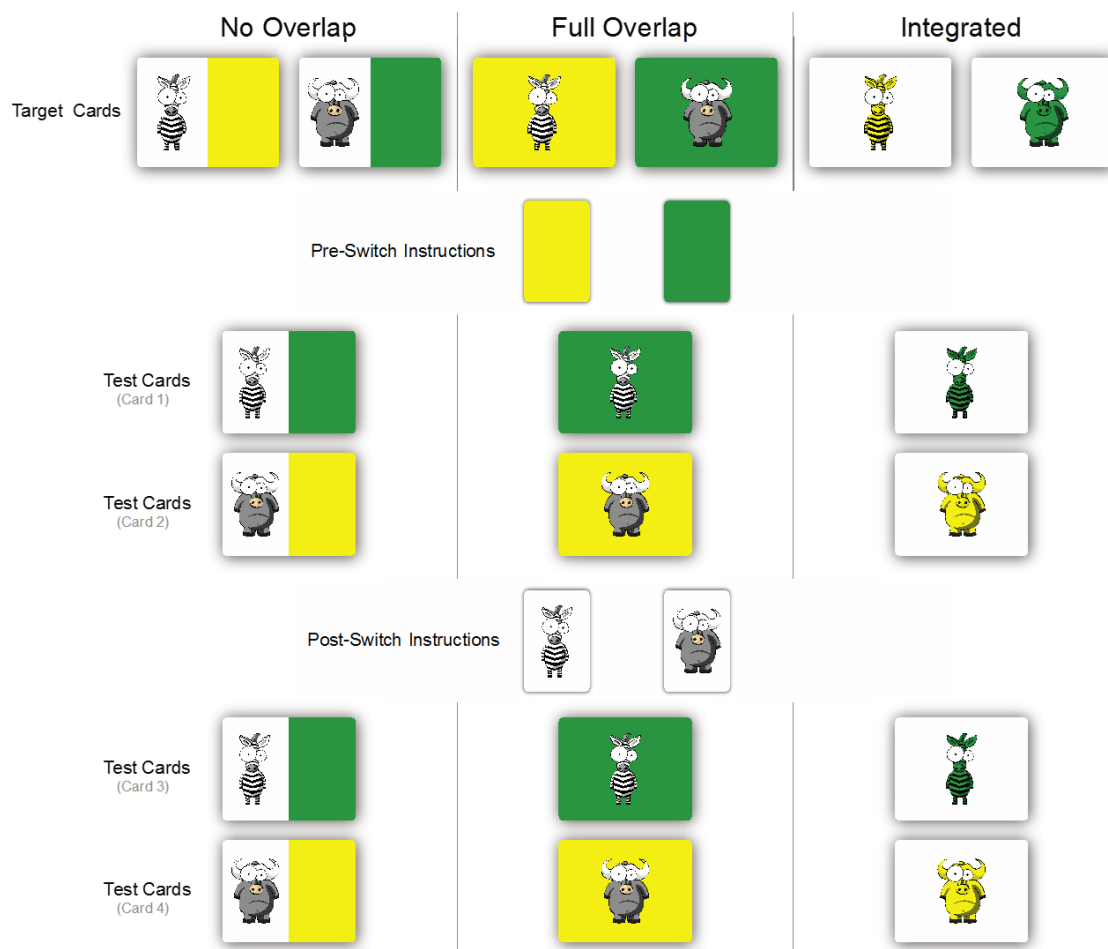 No Overlap
Full Overlap
Integrated
Target Cards
Pre-Switch Instructions
Test Cards
(Card 1)
Test Cards
(Card 2)
Post-Switch Instructions
Test Cards
(Card 3)
Test Cards
(Card 4)